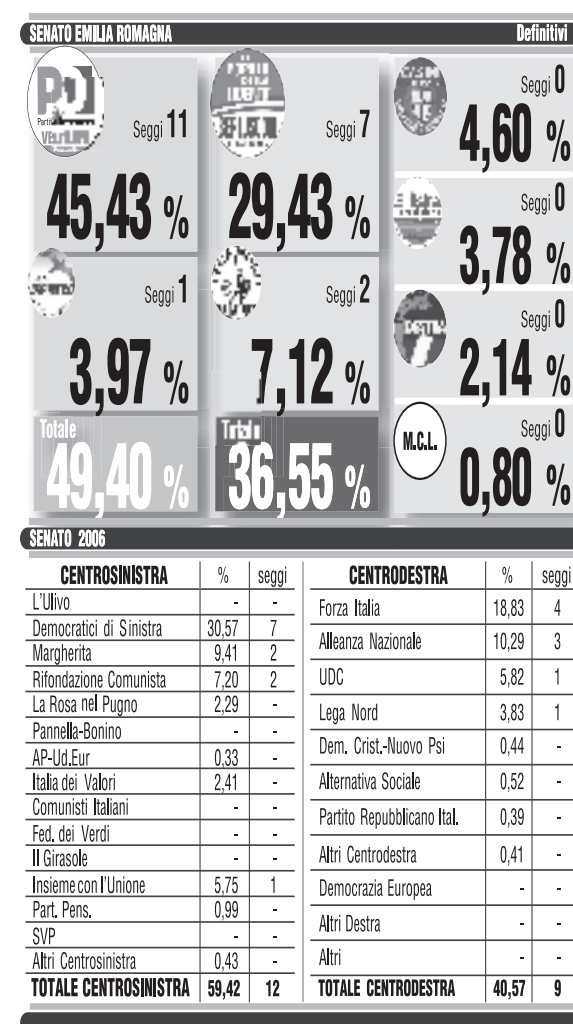 SENATO EMILIA ROMAGNA Definitivi
Seggi 11
45,43 %
Seggi 7
29,43 %
Seggi 1
3,97 %
Seggi 2
7,12 %
Totale
49,40 %
Totale
36,55 %
Seggi 0
4,60 %
Seggi 0
3,78 %
Seggi 0
2,14 %
M.C.L.
Seggi 0
0,80 %
SENATO 2006
CENTROSINISTRA % seggi
L'Ulivo - -
Democratici di Sinistra 30,57 7
Margherita 9,41 2
Rifondazione Comunista 7,20 2
La Rosa nel Pugno 2,29 -
Pannella-Bonino - -
AP-Ud.Eur 0,33 -
Italia dei Valori 2,41 -
Comunisti Italiani - -
Fed. dei Verdi - -
Il Girasole - -
Insieme con l'Unione 5,75 1
Part. Pens. 0,99 -
SVP - -
Altri Centrosinistra 0,43 -
TOTALE CENTROSINISTRA 59,42 12
CENTRODESTRA % seggi
Forza Italia 18,83 4
Alleanza Nazionale 10,29 3
UDC 5,82 1
Lega Nord 3,83 1
Dem. Crist.-Nuovo Psi 0,44 -
Alternativa Sociale 0,52 -
Partito Repubblicano Ital. 0,39 -
Altri Centrodestra 0,41 -
Democrazia Europea - -
Altri Destra - -
Altri - -
TOTALE CENTRODESTRA 40,57 9